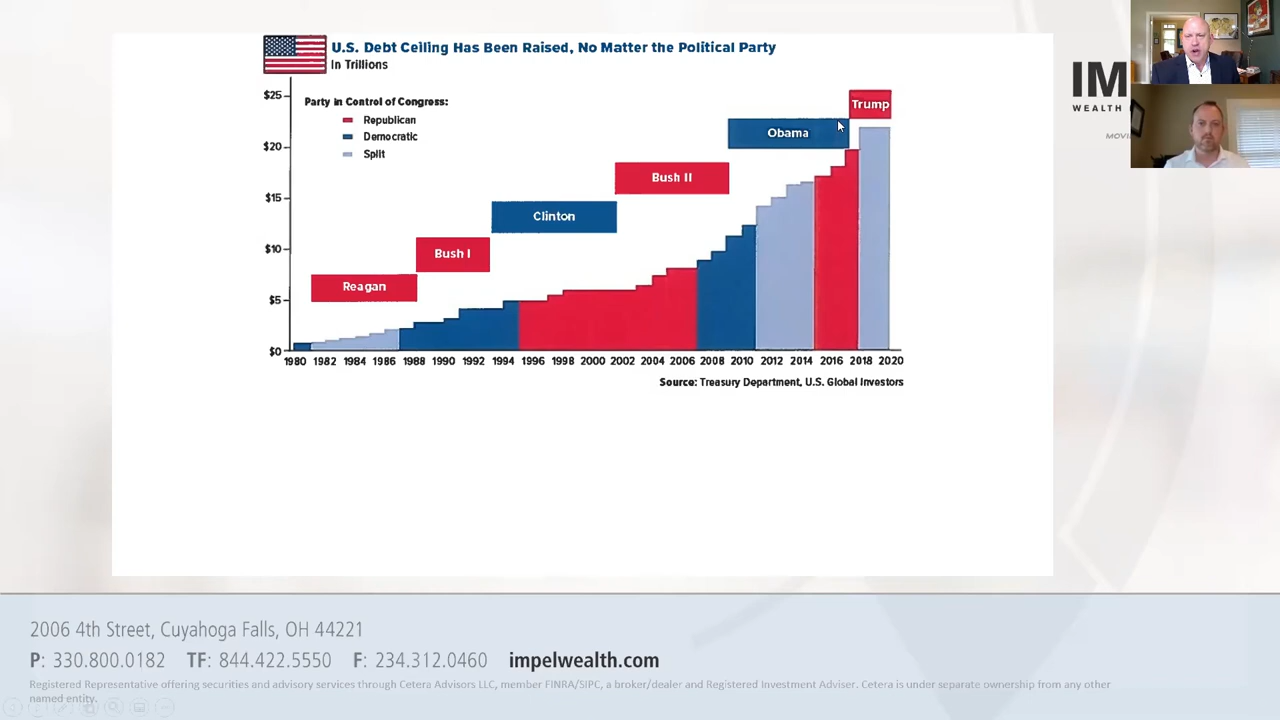 U.S. Debt Ceiling Has Been Raised, No Matter the Political Party
In Trillions
Party in Control of Congress:
Republican
Democratic
Split
$25
$20
$15
$10
$5
$0
Reagan
Bush I
Clinton
Bush II
Obama
Trump
1980 1982 1984 1986 1988 1990 1992 1994 1996 1998 2000 2002 2004 2006 2008 2010 2012 2014 2016 2018 2020
Source: Treasury Department, U.S. Global Investors
IM
WEALTH
2006 4th Street, Cuyahoga Falls, OH 44221
P: 330.800.0182 TF: 844.422.5550 F: 234.312.0460 impelwealth.com
Registered Representative offering securities and advisory services through Cetera Advisors LLC, member FINRA/SIPC, a broker/dealer and Registered Investment Adviser. Cetera is under separate ownership from any other
named entity.